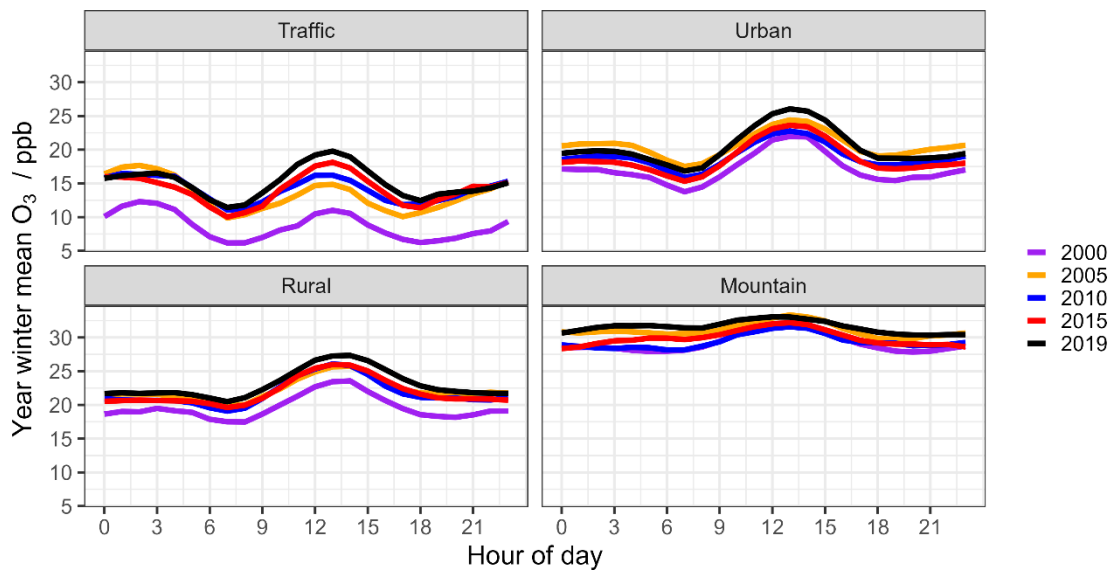 Traffic
Urban
30
25
20
15
10
5
Rural
Mountain
30
25
20
15
10
5
0 3 6 9 12 15 18 21
0 3 6 9 12 15 18 21
Hour of day
Year winter mean O₃ / ppb
2000
2005
2010
2015
2019